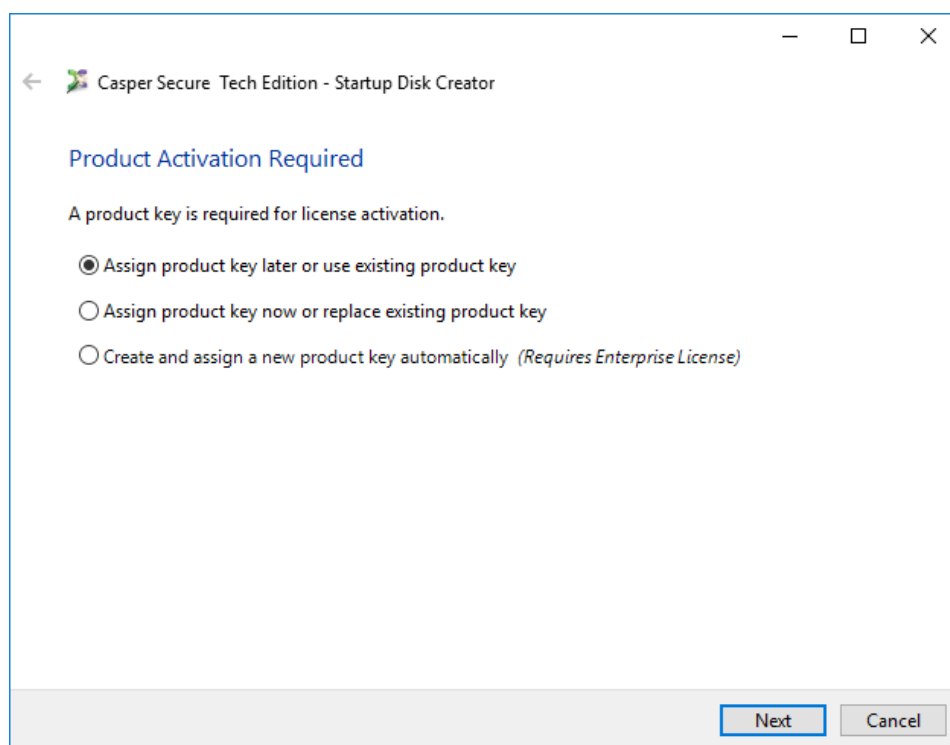 Casper Secure  Tech Edition - Startup Disk Creator
Product Activation Required
A product key is required for license activation.
Assign product key later or use existing product key
Assign product key now or replace existing product key
Create and assign a new product key automatically (Requires Enterprise License)
Next Cancel